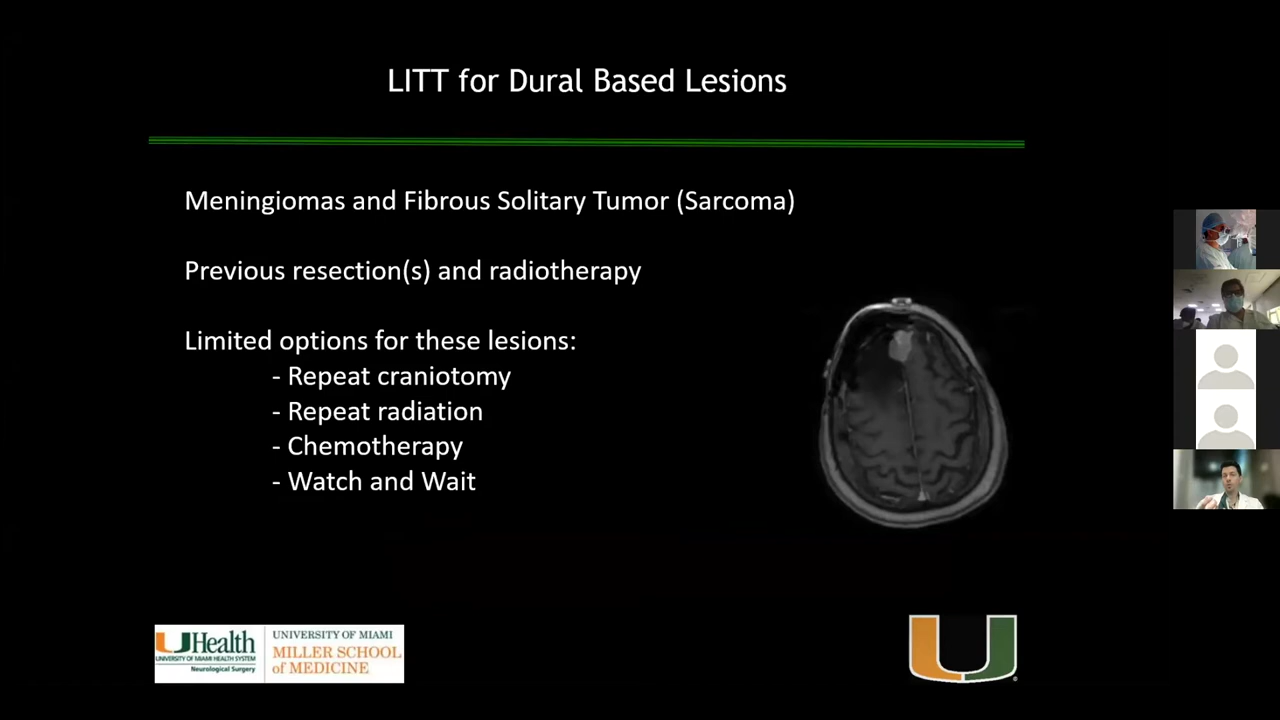 LITT for Dural Based Lesions
Meningiomas and Fibrous Solitary Tumor (Sarcoma)
Previous resection(s) and radiotherapy
Limited options for these lesions:
- Repeat craniotomy
- Repeat radiation
- Chemotherapy
- Watch and Wait
UHealth
UNIVERSITY OF MIAMI HEALTH SYSTEM
Neurological Surgery
UNIVERSITY OF MIAMI
MILLER SCHOOL
of MEDICINE
U
®